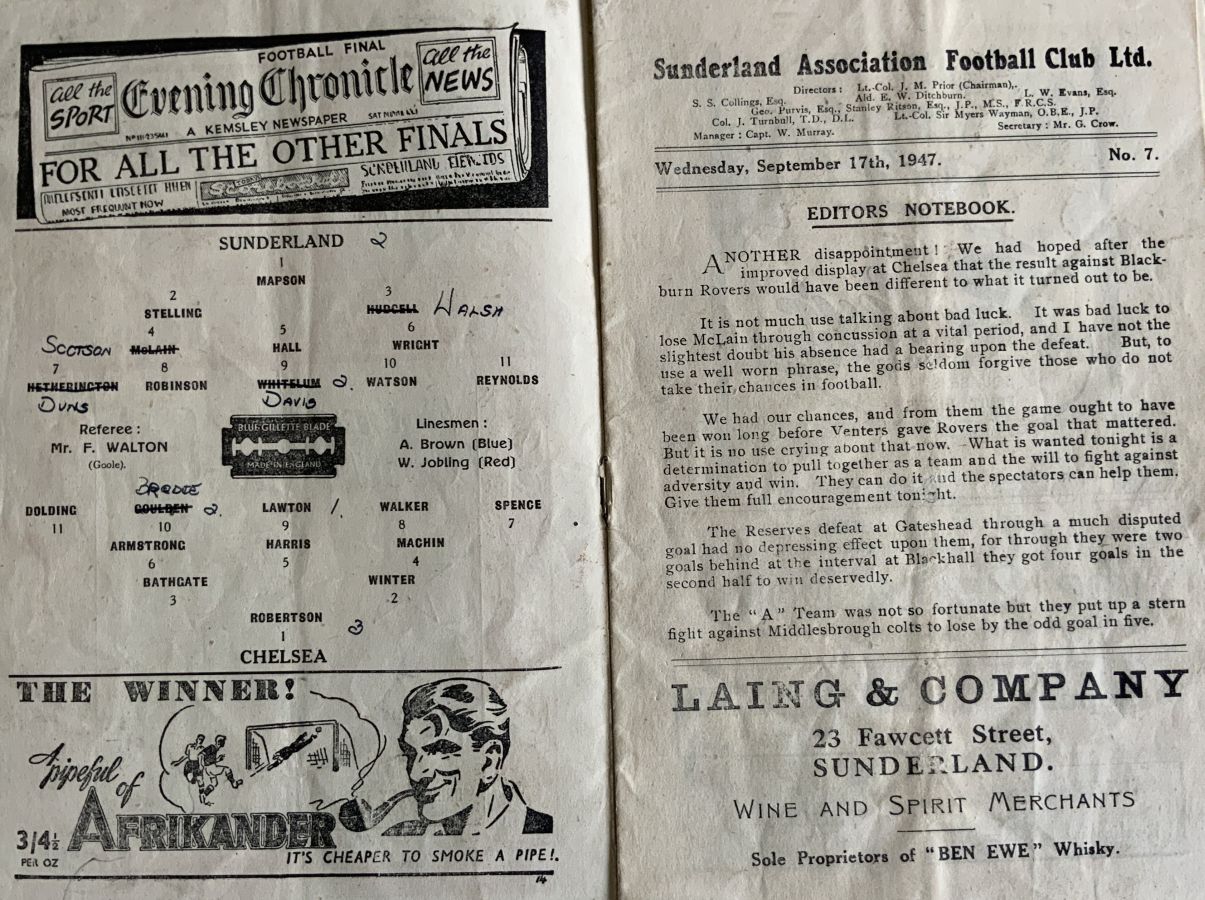 FOOTBALL FINAL
all the SPORT
Evening Chronicle
all the NEWS
A KEMSLEY NEWSPAPER
FOR ALL THE OTHER FINALS
MOST FREQUENT NOW
SUNDERLAND 2
1
MAPSON
2 3
STELLING HUDGELL WALSH
4 5 6
SCOTSON McLAIN HALL WRIGHT
7 8 9 10 11
HETHERINGTON ROBINSON WHITELUM 2. WATSON REYNOLDS
DUNS DAVIS
Referee : Linesmen :
Mr. F. WALTON A. Brown (Blue)
(Goole). W. Jobling (Red)
BLUE GILLETTE BLADE
MADE IN ENGLAND
DOLDING GOULDEN 2. LAWTON 1. WALKER SPENCE
11 10 9 8 7
ARMSTRONG HARRIS MACHIN
6 5 4
BATHGATE WINTER
3 2
ROBERTSON
1 3
CHELSEA
THE WINNER!
A pipeful of
AFRIKANDER
3/4½
PER OZ
IT'S CHEAPER TO SMOKE A PIPE!.
14
Sunderland Association Football Club Ltd.
Directors : Lt.-Col. J. M. Prior (Chairman),.
S. S. Collings, Esq. Ald. E. W. Ditchburn. L. W. Evans, Esq.
Geo. Purvis, Esq., Stanley Ritson, Esq., J.P., M.S., F.R.C.S.
Col. J. Turnbull, T.D., D.L. Lt.-Col. Sir Myers Wayman, O.B.E., J.P.
Manager : Capt. W. Murray. Secretary : Mr. G. Crow.
Wednesday, September 17th, 1947. No. 7.
EDITORS NOTEBOOK.
ANOTHER disappointment ! We had hoped after the
improved display at Chelsea that the result against Black-
burn Rovers would have been different to what it turned out to be.
It is not much use talking about bad luck. It was bad luck to
lose McLain through concussion at a vital period, and I have not the
slightest doubt his absence had a bearing upon the defeat. But, to
use a well worn phrase, the gods seldom forgive those who do not
take their chances in football.
We had our chances, and from them the game ought to have
been won long before Venters gave Rovers the goal that mattered.
But it is no use crying about that now. What is wanted tonight is a
determination to pull together as a team and the will to fight against
adversity and win. They can do it and the spectators can help them.
Give them full encouragement tonight.
The Reserves defeat at Gateshead through a much disputed
goal had no depressing effect upon them, for through they were two
goals behind at the interval at Blackhall they got four goals in the
second half to win deservedly.
The "A" Team was not so fortunate but they put up a stern
fight against Middlesbrough colts to lose by the odd goal in five.
LAING & COMPANY
23 Fawcett Street,
SUNDERLAND.
WINE AND SPIRIT MERCHANTS
Sole Proprietors of "BEN EWE" Whisky.